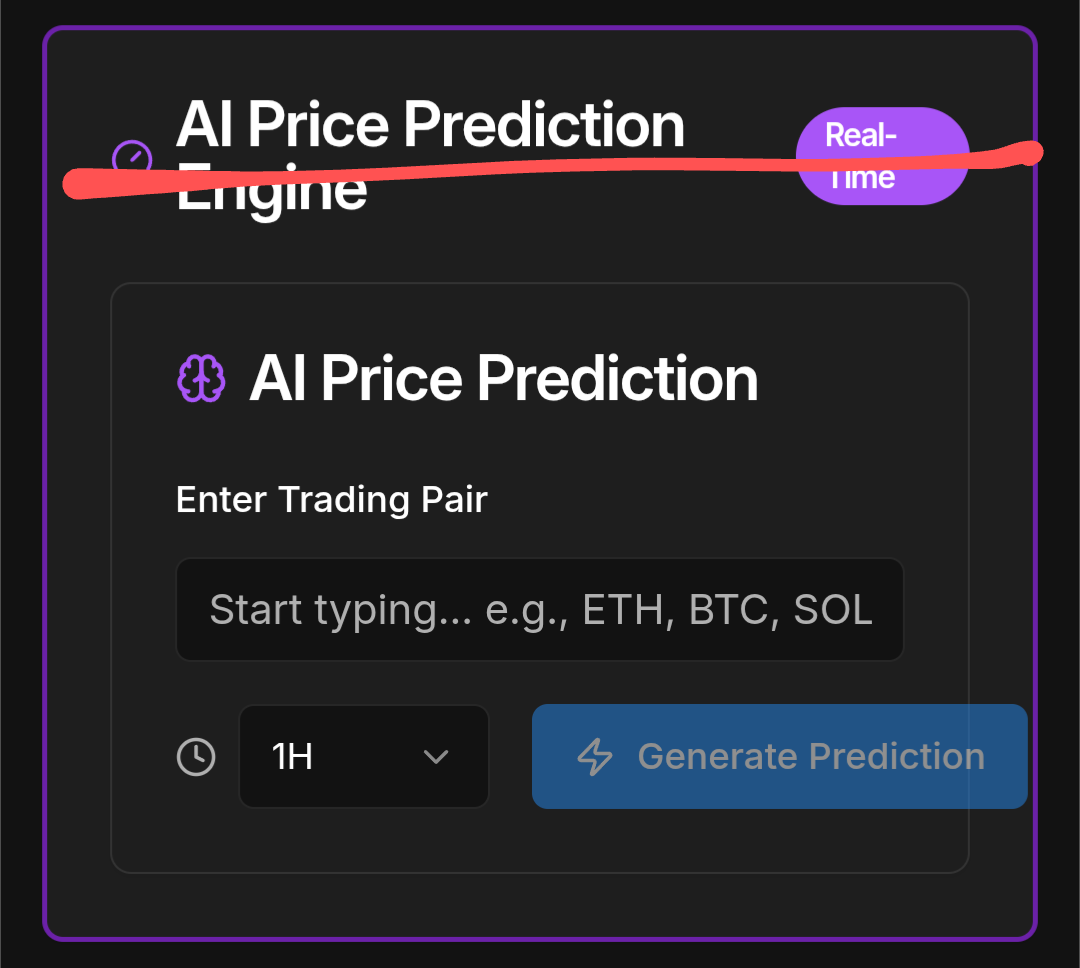 AI Price Prediction
Engine
Real-
Time
AI Price Prediction
Enter Trading Pair
Start typing... e.g., ETH, BTC, SOL
1H
Generate Prediction